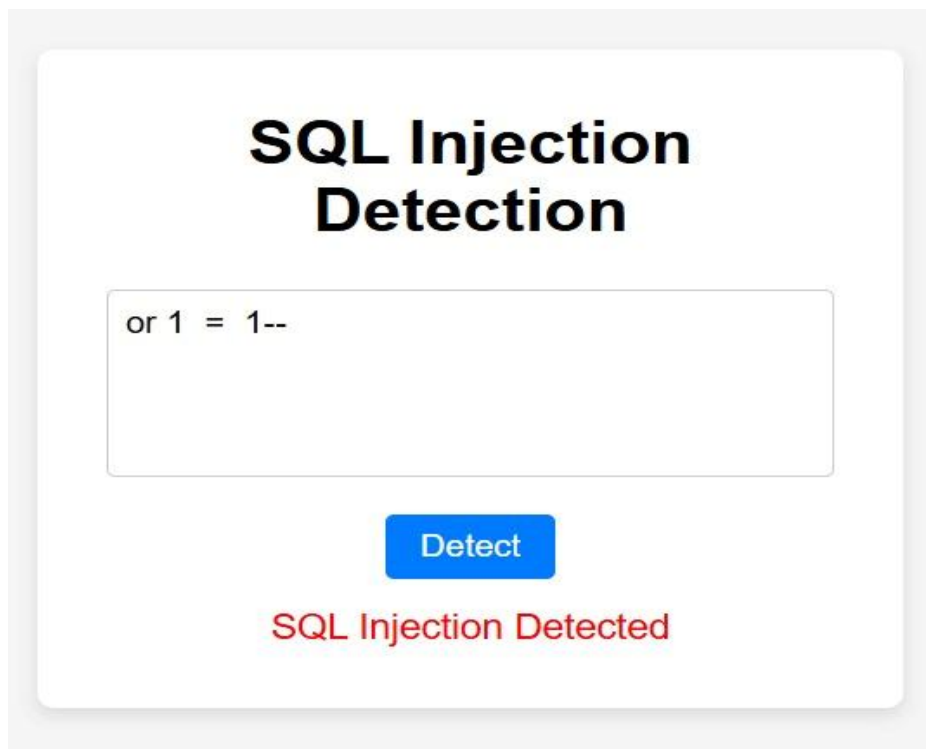 SQL Injection
Detection
or 1 = 1--
Detect
SQL Injection Detected